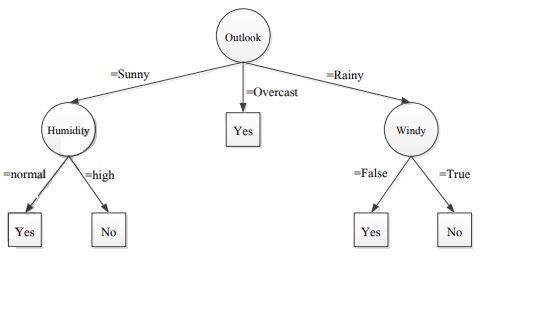 Outlook
=Sunny
=Overcast
=Rainy
Humidity
Yes
Windy
=normal
=high
=False
=True
Yes
No
Yes
No